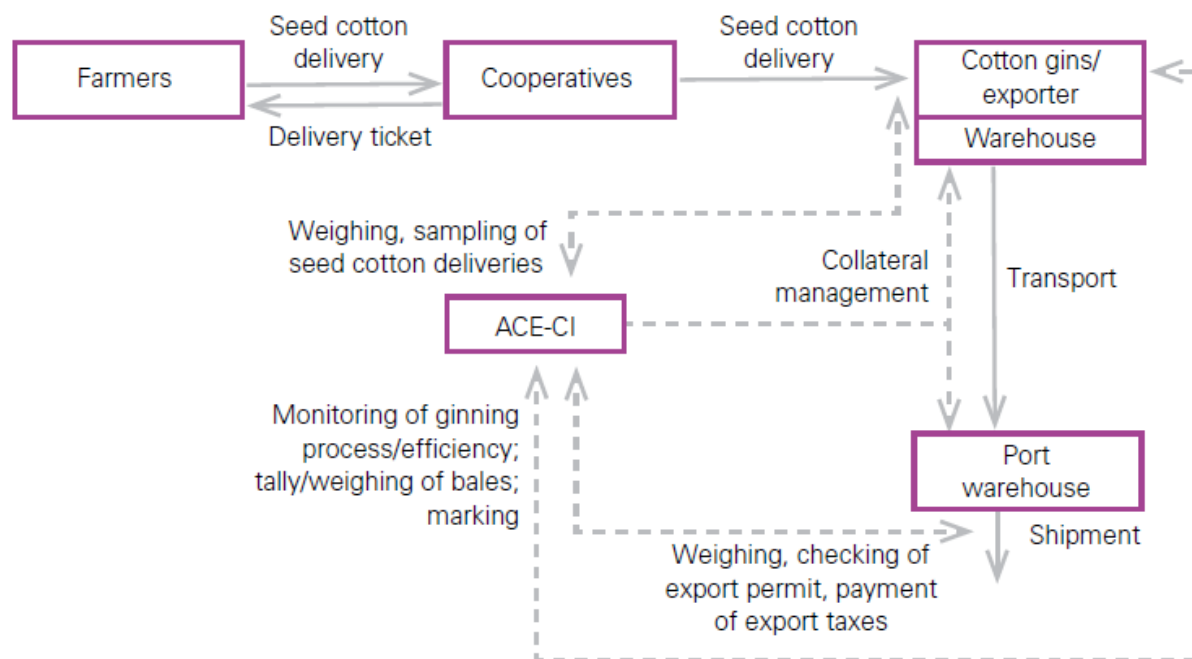 Seed cotton
delivery
Seed cotton
delivery
Farmers
Cooperatives
Cotton gins/
exporter
Warehouse
Delivery ticket
Weighing, sampling of
seed cotton deliveries
Collateral
management
Transport
ACE-CI
Monitoring of ginning
process/efficiency;
tally/weighing of bales;
marking
Port
warehouse
Shipment
Weighing, checking of
export permit, payment
of export taxes